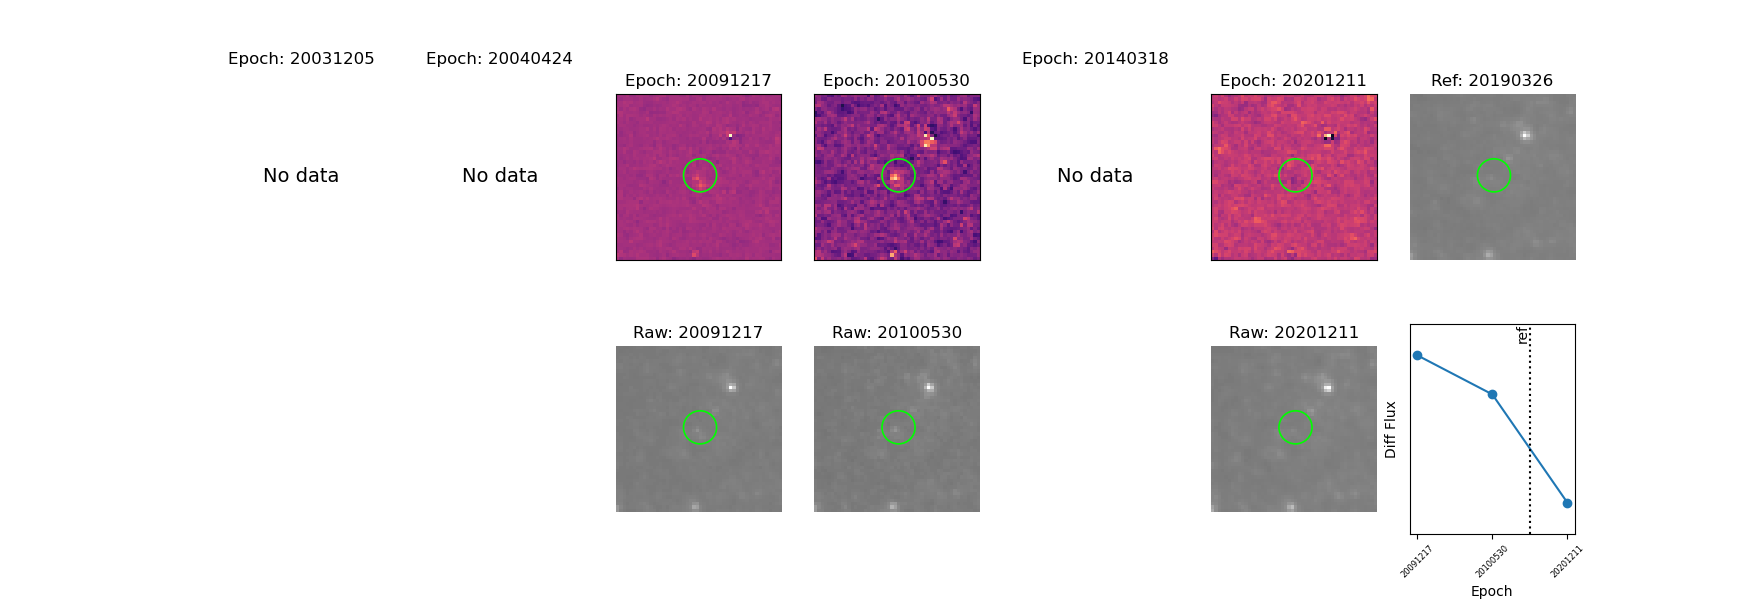 Epoch: 20031205
Epoch: 20040424
Epoch: 20091217
Epoch: 20100530
Epoch: 20140318
Epoch: 20201211
Ref: 20190326
No data
No data
No data
Raw: 20091217
Raw: 20100530
Raw: 20201211
ref
Diff Flux
20091217
20100530
20201211
Epoch